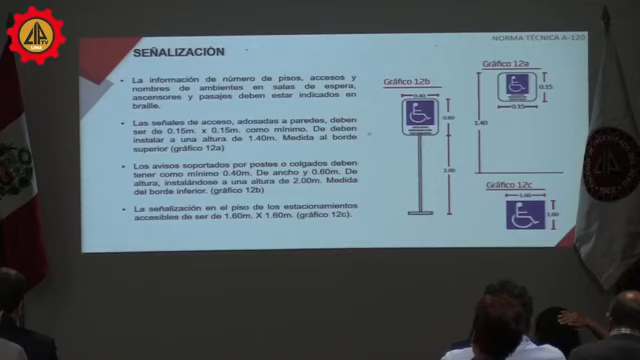 LIMA
NORMA TÉCNICA A-120
SEÑALIZACIÓN
• La información de número de pisos, accesos y
nombres de ambientes en salas de espera,
ascensores y pasajes deben estar indicados en
braille.
• Las señales de acceso, adosadas a paredes, deben
ser de 0.15m. x 0.15m. como mínimo. De deben
instalar a una altura de 1.40m. Medida al borde
superior (gráfico 12a)
• Los avisos soportados por postes o colgados deben
tener como mínimo 0.40m. De ancho y 0.60m. De
altura, instalándose a una altura de 2.00m. Medida
del borde inferior. (gráfico 12b)
• La señalización en el piso de los estacionamientos
accesibles de ser de 1.60m. X 1.60m. (gráfico 12c).
Gráfico 12b
0.40
0.60
2.00
Gráfico 12a
0.15
0.15
1.40
Gráfico 12c
1.60
1.60